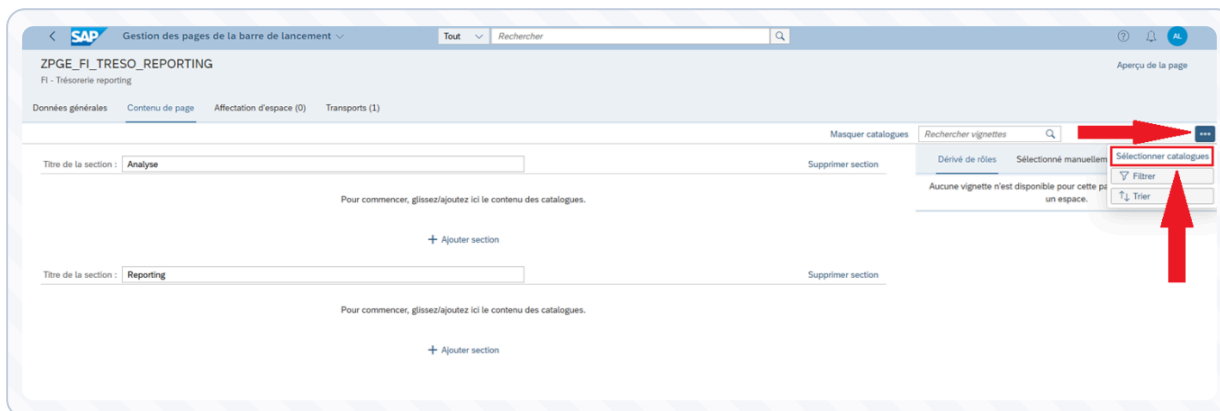 SAP Gestion des pages de la barre de lancement Tout Rechercher AL
ZPGE_FI_TRESO_REPORTING Aperçu de la page
FI - Trésorerie reporting
Données générales Contenu de page Affectation d'espace (0) Transports (1)
Masquer catalogues Rechercher vignettes
Titre de la section : Analyse Supprimer section Dérivé de rôles Sélectionné manuellem Sélectionner catalogues
Filtrer
Aucune vignette n'est disponible pour cette pa
Pour commencer, glissez/ajoutez ici le contenu des catalogues. un espace. Trier
+ Ajouter section
Titre de la section : Reporting Supprimer section
Pour commencer, glissez/ajoutez ici le contenu des catalogues.
+ Ajouter section